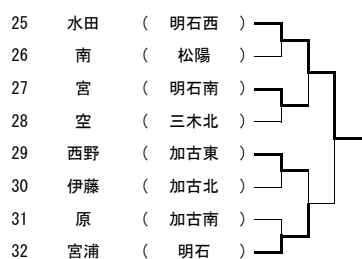 25 水田 ( 明石西 )
26 南 ( 松陽 )
27 宮 ( 明石南 )
28 空 ( 三木北 )
29 西野 ( 加古東 )
30 伊藤 ( 加古北 )
31 原 ( 加古南 )
32 宮浦 ( 明石 )